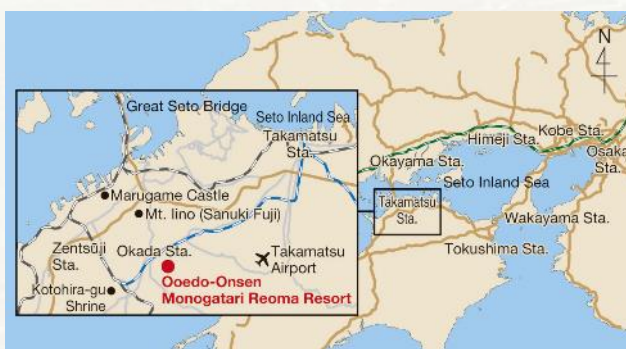 N
Great Seto Bridge
Seto Inland Sea
Takamatsu
Sta.
Marugame Castle
Mt. Iino (Sanuki Fuji)
Zentsūji
Sta.
Okada Sta.
Takamatsu
Airport
Kotohira-gu
Shrine
Ooedo-Onsen
Monogatari Reoma Resort
Okayama Sta.
Himeji Sta.
Kobe Sta.
Osaka
Sta.
Seto Inland Sea
Takamatsu
Sta.
Wakayama Sta.
Tokushima Sta.